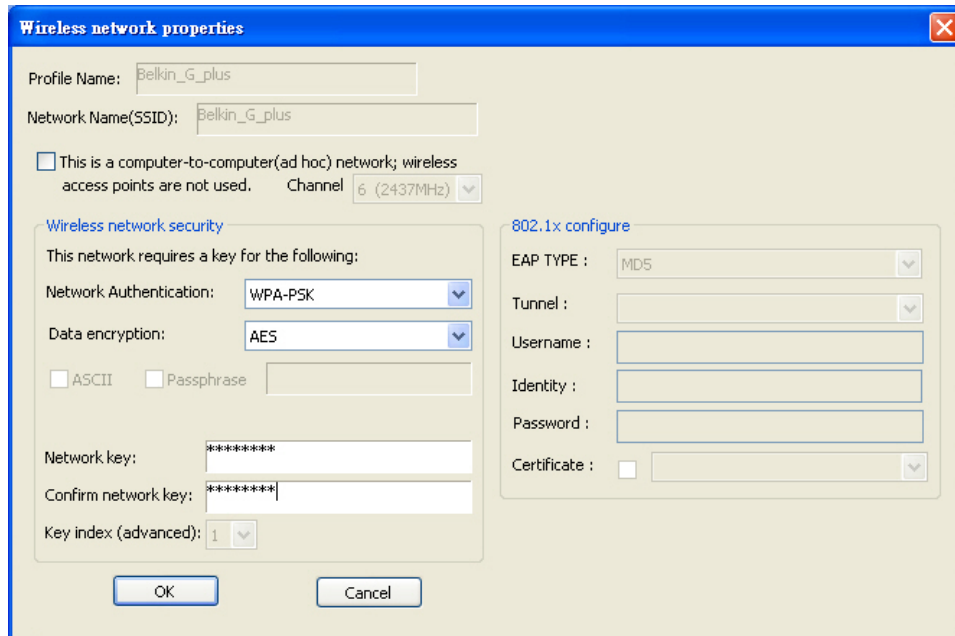 Wireless network properties
Profile Name: Belkin_G_plus
Network Name(SSID): Belkin_G_plus
This is a computer-to-computer(ad hoc) network; wireless
access points are not used. Channel 6 (2437MHz)
Wireless network security
This network requires a key for the following:
Network Authentication: WPA-PSK
Data encryption: AES
ASCII Passphrase
Network key: ********
Confirm network key: ********
Key index (advanced): 1
OK Cancel
802.1x configure
EAP TYPE : MD5
Tunnel :
Username :
Identity :
Password :
Certificate :